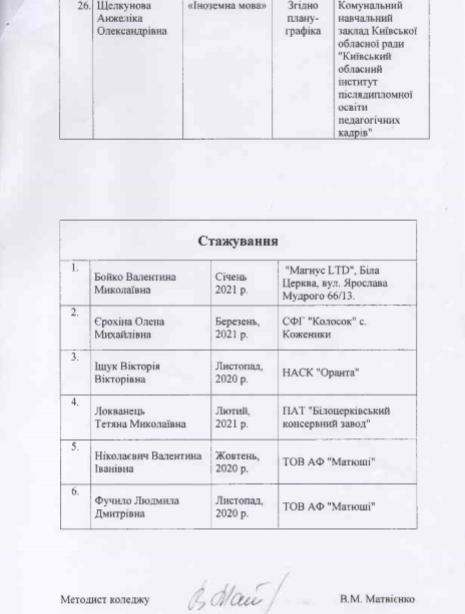 26. Щелкунова «Іноземна мова» Згідно Комунальний
Анжеліка плану- навчальний
Олександрівна графіка заклад Київської
обласної ради
"Київський
обласний
інститут
післядипломної
освіти
педагогічних
кадрів"
Стажування
1. Бойко Валентина Миколаївна Січень 2021 р. "Магнус LTD", Біла
Церква, вул. Ярослава
Мудрого 66/13.
2. Єрохіна Олена Березень, СФГ "Колосок" с.
Михайлівна 2021 р. Коженики
3. Іщук Вікторія Листопад, НАСК "Оранта"
Вікторівна 2020 р.
4. Локванець Лютий, ПАТ "Білоцерківський
Тетяна Миколаївна 2021 р. консервний завод"
5. Ніколаєвич Валентина Жовтень, ТОВ АФ "Матюші"
Іванівна 2020 р.
6. Фучило Людмила Листопад, ТОВ АФ "Матюші"
Дмитрівна 2020 р.
Методист коледжу В.М. Матвієнко